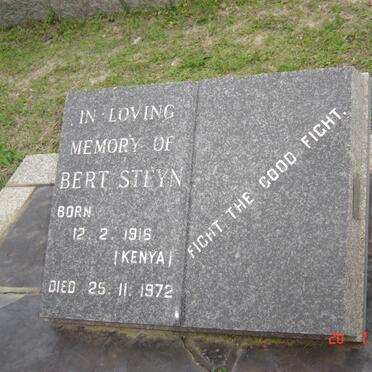 IN LOVING
MEMORY OF
BERT STEYN
BORN
12. 2. 1916
(KENYA)
DIED 25. 11. 1972
FIGHT THE GOOD FIGHT.